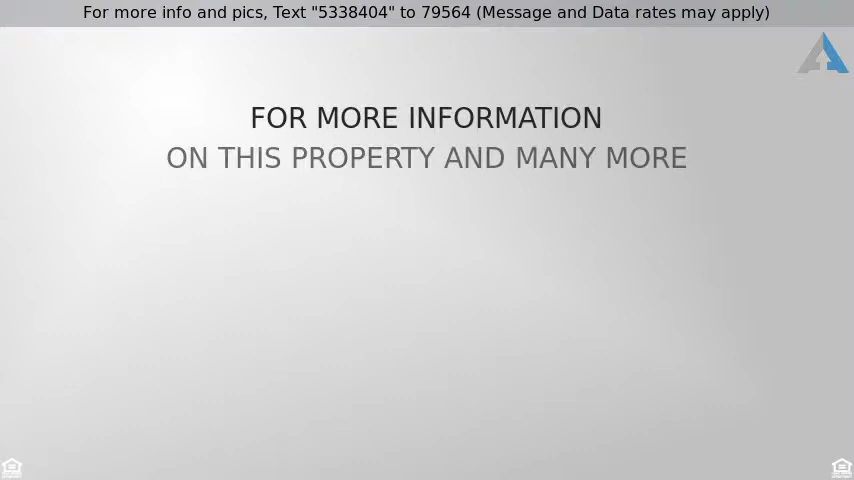 For more info and pics, Text "5338404" to 79564 (Message and Data rates may apply)
FOR MORE INFORMATION
ON THIS PROPERTY AND MANY MORE